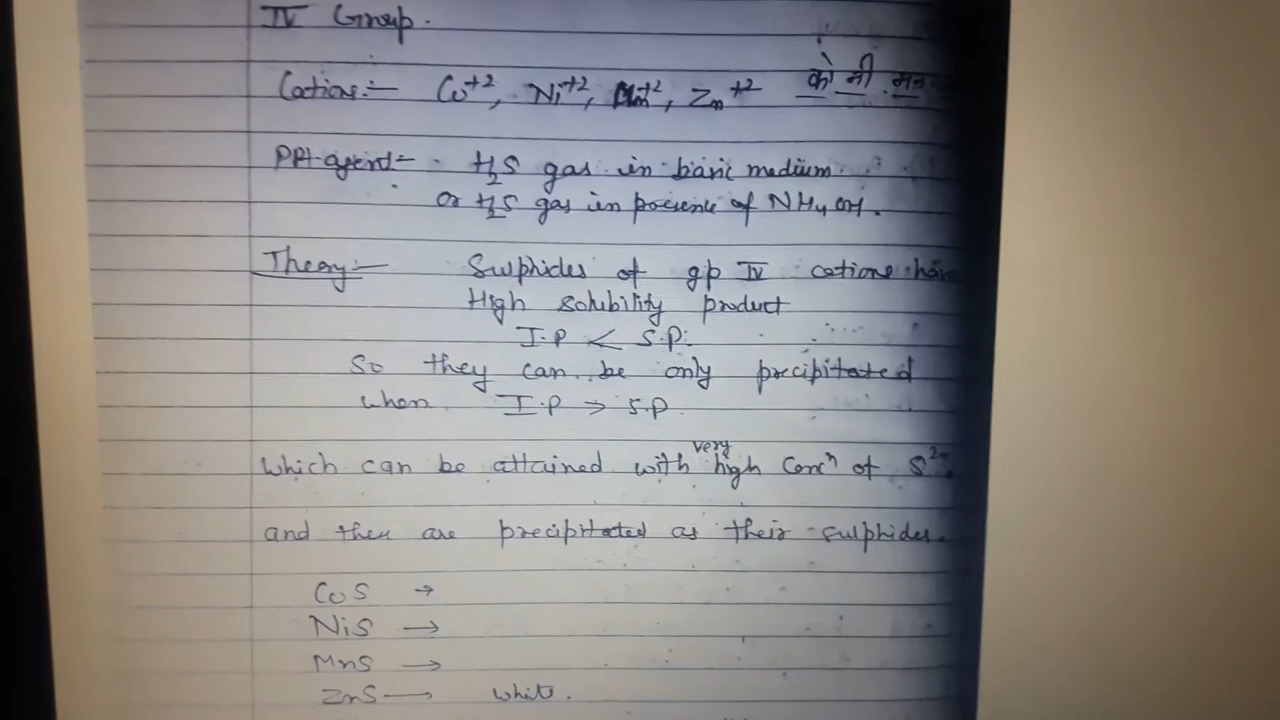 IV Group.
Cations:- Co+2, Ni+2, Mn+2, Zn+2 को नी मन
PPt-agent:- H2S gas in basic medium
or H2S gas in presence of NH4OH.
Theory:- Sulphides of gp IV cations have
High solubility product
I.P < S.P.
So they can be only precipitated
when I.P > S.P.
which can be attained with very high Concn of S2-
and then are precipitated as their sulphides.
CoS →
NiS →
MnS →
ZnS → white.